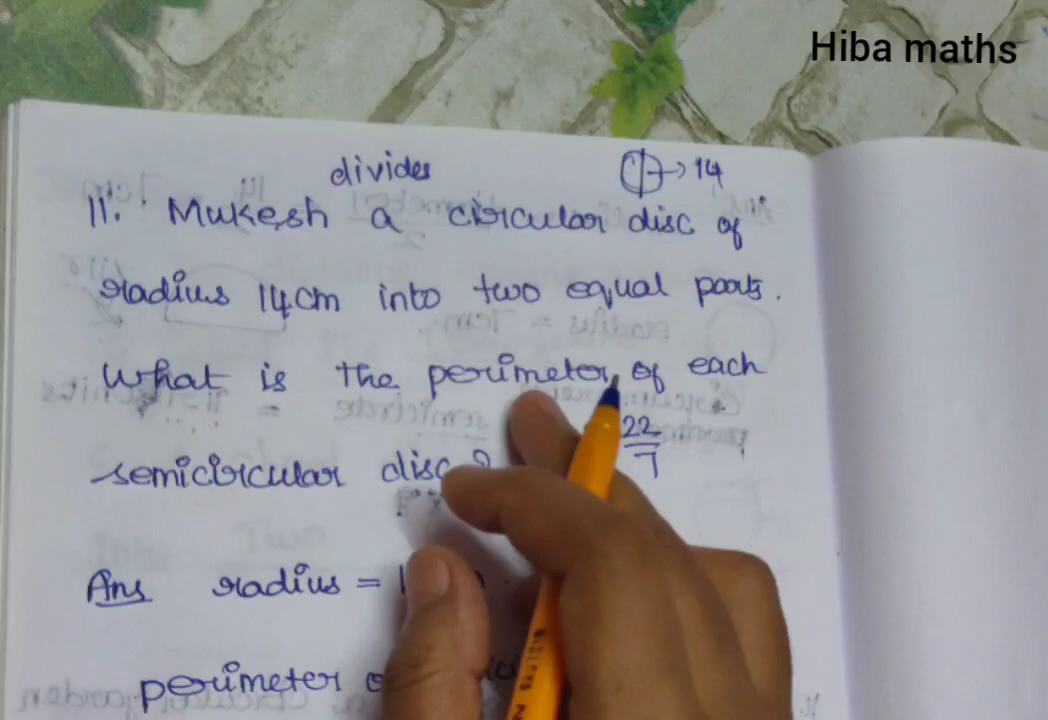 Hiba maths
divides
14
11. Mukesh a circular disc of
radius 14cm into two equal parts.
What is the perimeter of each
semicircular disc?
22
7
Ans radius =
perimeter